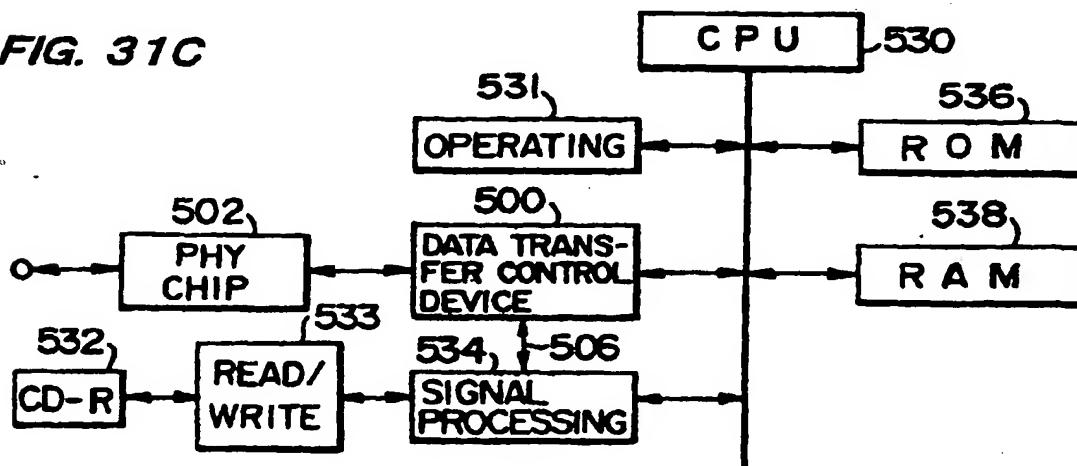 FIG. 31C
CPU
530
531
OPERATING
536
ROM
502
PHY
CHIP
500
DATA TRANS-
FER CONTROL
DEVICE
538
RAM
532
CD-R
533
READ/
WRITE
534
506
SIGNAL
PROCESSING